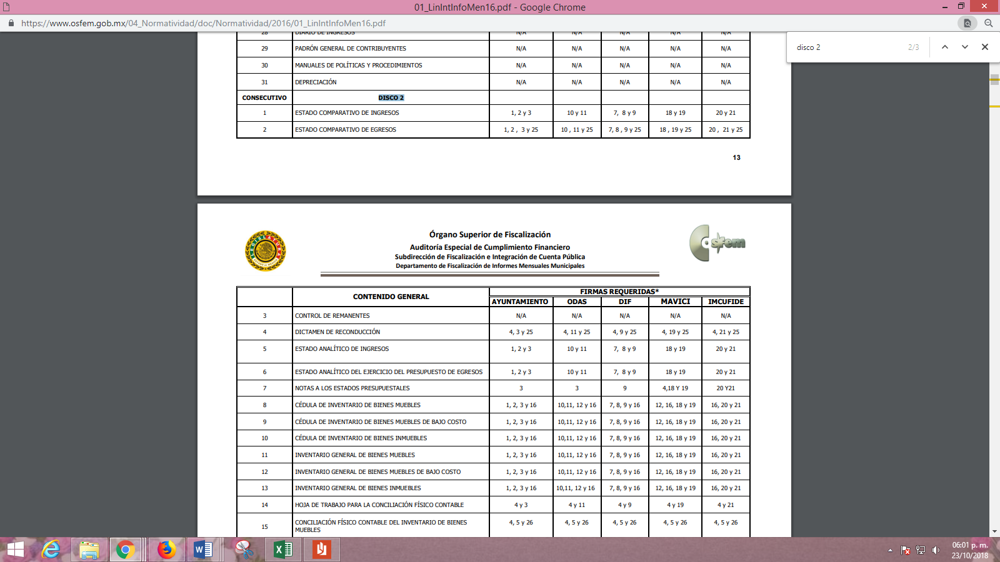 01_LinIntInfoMen16.pdf - Google Chrome
https://www.osfem.gob.mx/04_Normatividad/doc/Normatividad/2016/01_LinIntInfoMen16.pdf
disco 2 2/3
28 DIARIO DE INGRESOS N/A N/A N/A N/A N/A
29 PADRÓN GENERAL DE CONTRIBUYENTES N/A N/A N/A N/A N/A
30 MANUALES DE POLÍTICAS Y PROCEDIMIENTOS N/A N/A N/A N/A N/A
31 DEPRECIACIÓN N/A N/A N/A N/A N/A
CONSECUTIVO DISCO 2
1 ESTADO COMPARATIVO DE INGRESOS 1, 2 y 3 10 y 11 7, 8 y 9 18 y 19 20 y 21
2 ESTADO COMPARATIVO DE EGRESOS 1, 2 , 3 y 25 10 , 11 y 25 7, 8 , 9 y 25 18 , 19 y 25 20 , 21 y 25
13
Órgano Superior de Fiscalización
Auditoría Especial de Cumplimiento Financiero
Subdirección de Fiscalización e Integración de Cuenta Pública
Departamento de Fiscalización de Informes Mensuales Municipales
Osfem
CONTENIDO GENERAL FIRMAS REQUERIDAS*
AYUNTAMIENTO ODAS DIF MAVICI IMCUFIDE
3 CONTROL DE REMANENTES N/A N/A N/A N/A N/A
4 DICTAMEN DE RECONDUCCIÓN 4, 3 y 25 4, 11 y 25 4, 9 y 25 4, 19 y 25 4, 21 y 25
5 ESTADO ANALÍTICO DE INGRESOS 1, 2 y 3 10 y 11 7, 8 y 9 18 y 19 20 y 21
6 ESTADO ANALÍTICO DEL EJERCICIO DEL PRESUPUESTO DE EGRESOS 1, 2 y 3 10 y 11 7, 8 y 9 18 y 19 20 y 21
7 NOTAS A LOS ESTADOS PRESUPUESTALES 3 3 9 4,18 Y 19 20 Y21
8 CÉDULA DE INVENTARIO DE BIENES MUEBLES 1, 2, 3 y 16 10,11, 12 y 16 7, 8, 9 y 16 12, 16, 18 y 19 16, 20 y 21
9 CÉDULA DE INVENTARIO DE BIENES MUEBLES DE BAJO COSTO 1, 2, 3 y 16 10,11, 12 y 16 7, 8, 9 y 16 12, 16, 18 y 19 16, 20 y 21
10 CÉDULA DE INVENTARIO DE BIENES INMUEBLES 1, 2, 3 y 16 10,11, 12 y 16 7, 8, 9 y 16 12, 16, 18 y 19 16, 20 y 21
11 INVENTARIO GENERAL DE BIENES MUEBLES 1, 2, 3 y 16 10,11, 12 y 16 7, 8, 9 y 16 12, 16, 18 y 19 16, 20 y 21
12 INVENTARIO GENERAL DE BIENES MUEBLES DE BAJO COSTO 1, 2, 3 y 16 10,11, 12 y 16 7, 8, 9 y 16 12, 16, 18 y 19 16, 20 y 21
13 INVENTARIO GENERAL DE BIENES INMUEBLES 1, 2, 3 y 16 10,11, 12 y 16 7, 8, 9 y 16 12, 16, 18 y 19 16, 20 y 21
14 HOJA DE TRABAJO PARA LA CONCILIACIÓN FÍSICO CONTABLE 4 y 3 4 y 11 4 y 9 4 y 19 4 y 21
15 CONCILIACIÓN FÍSICO CONTABLE DEL INVENTARIO DE BIENES 4, 5 y 26 4, 5 y 26 4, 5 y 26 4, 5 y 26 4, 5 y 26
MUEBLES
06:01 p. m.
23/10/2018